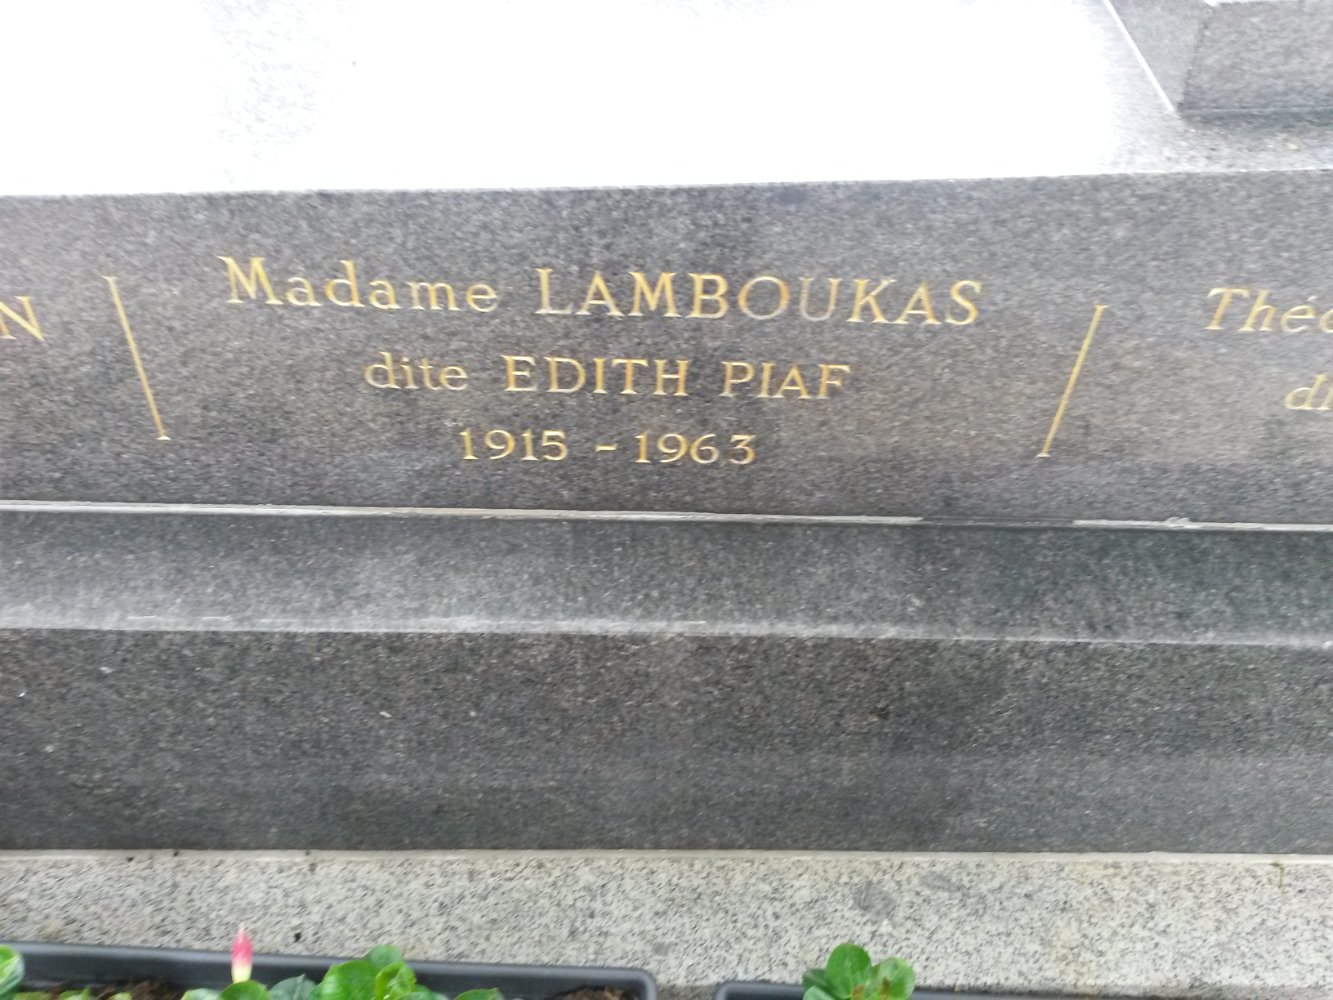 Madame LAMBOUKAS
dite EDITH PIAF
1915 - 1963